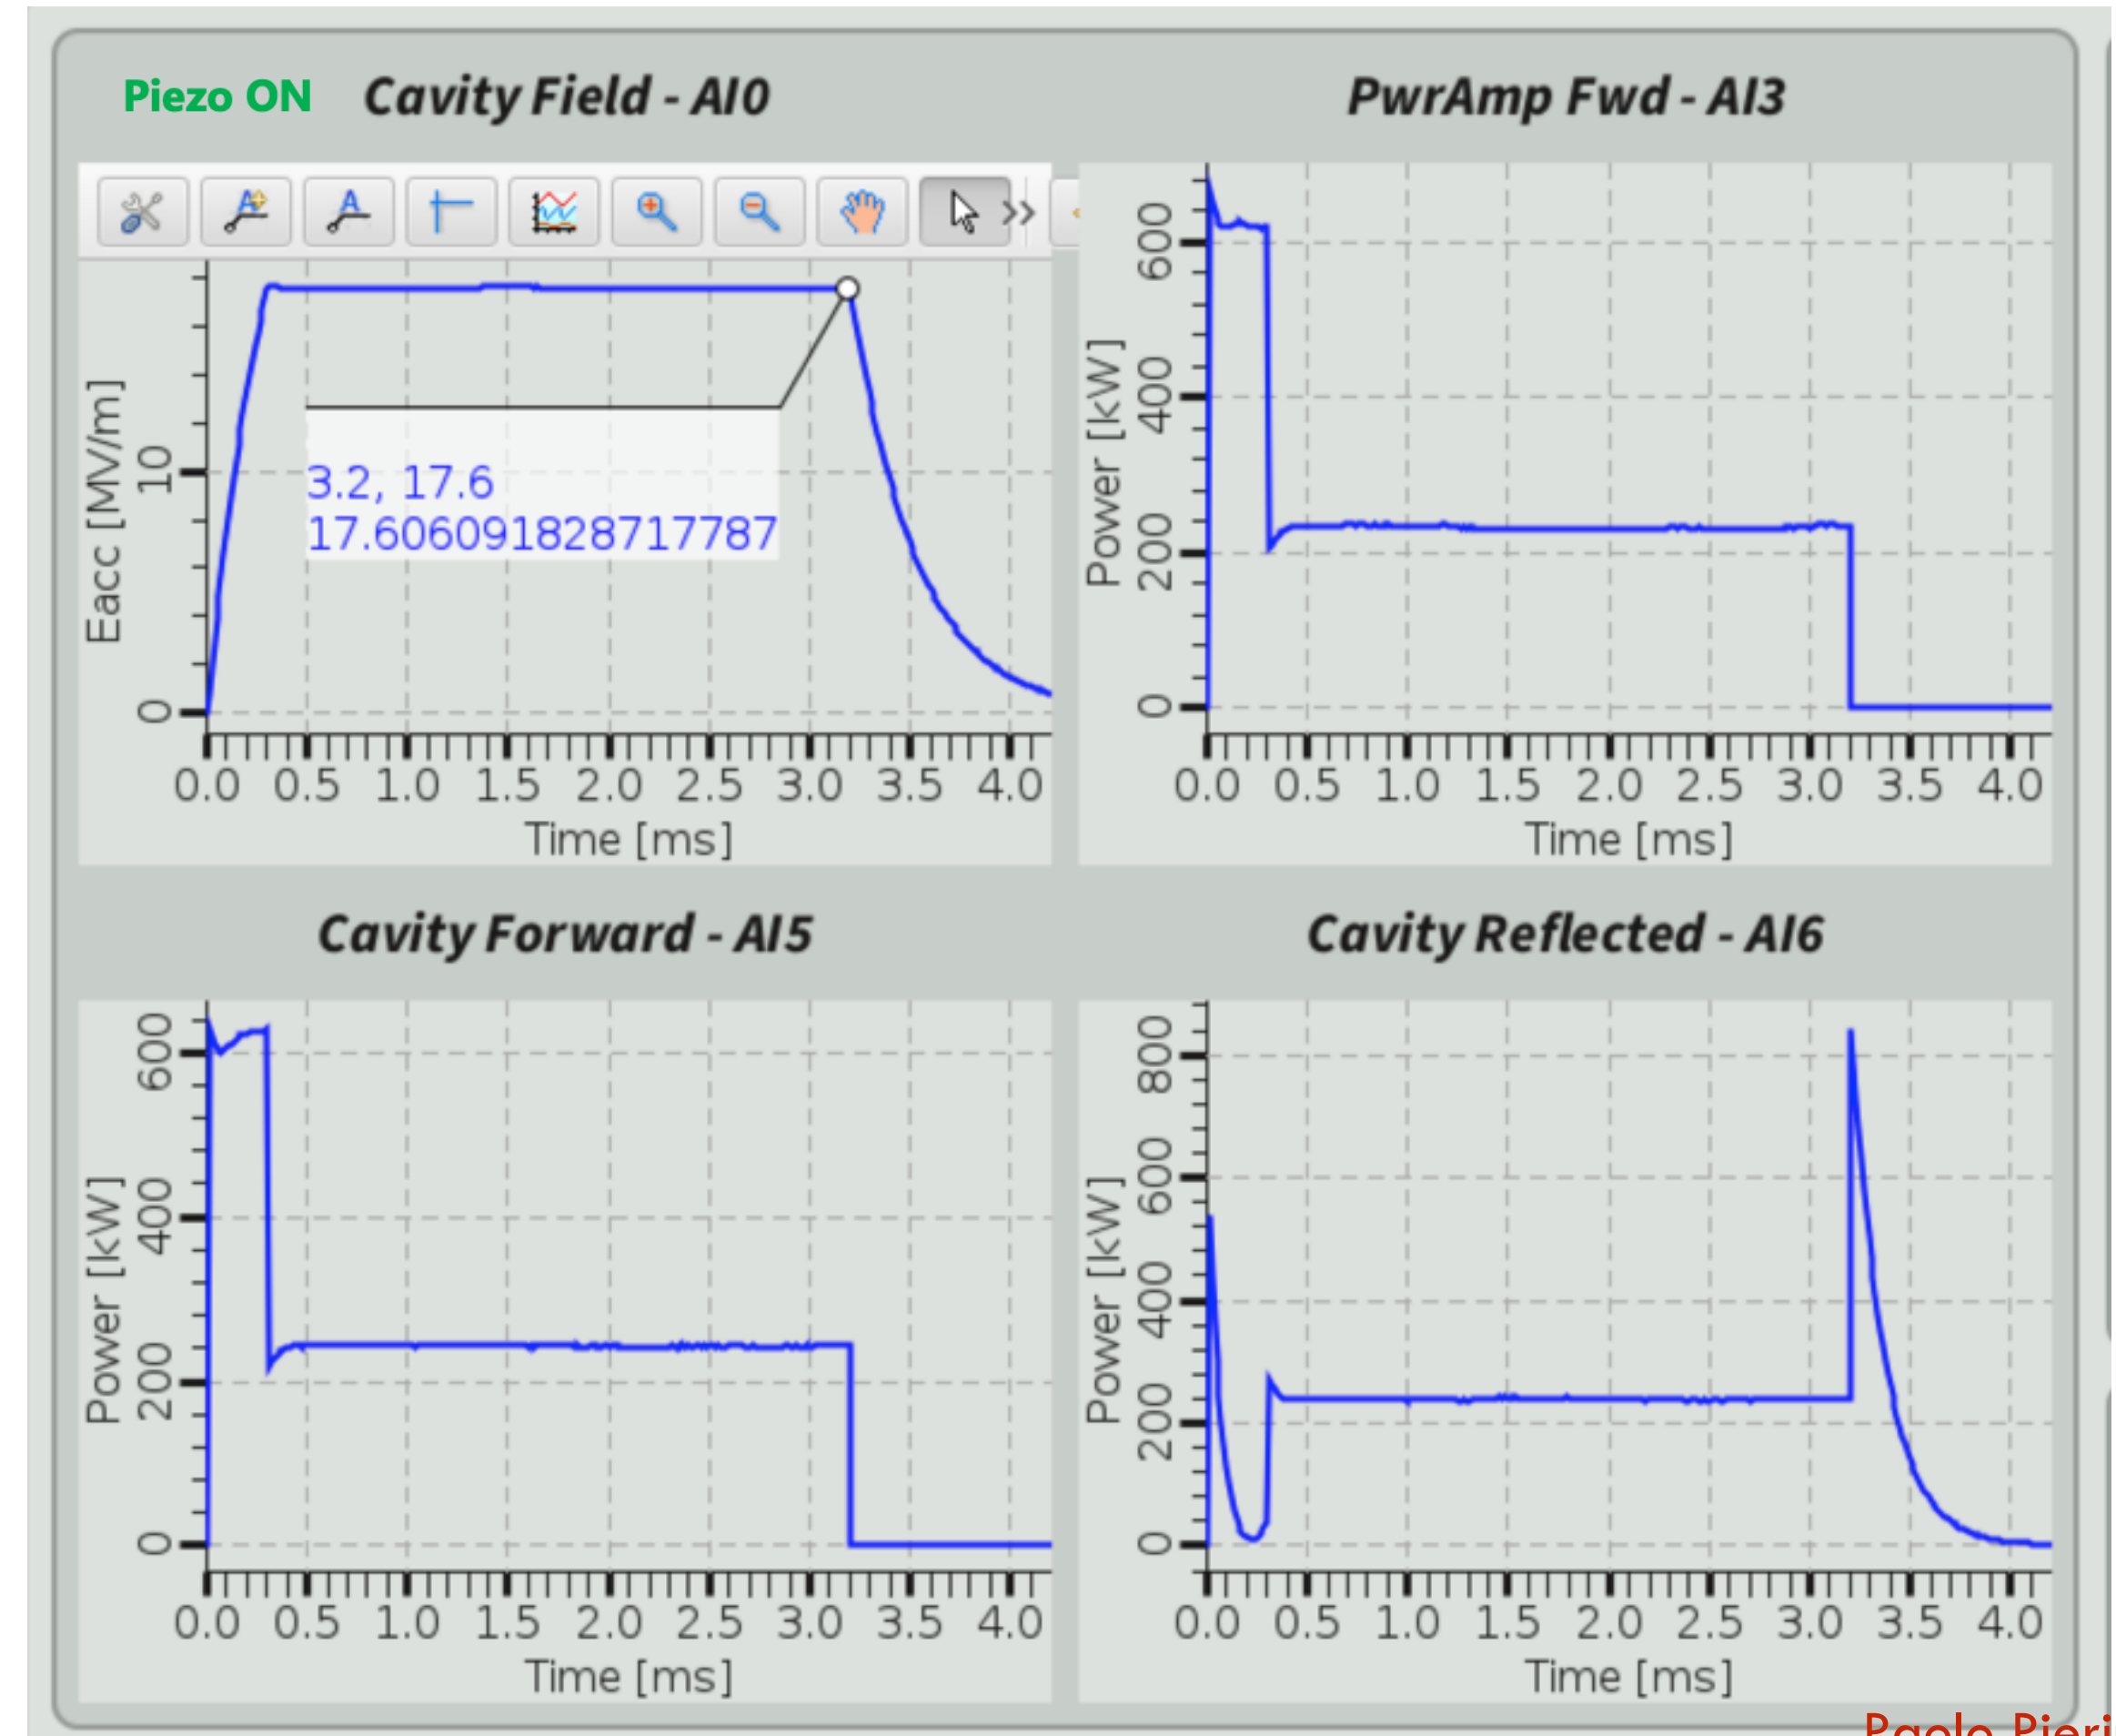 Piezo ON
Cavity Field - AI0
Eacc [MV/m]
10
0
3.2, 17.6
17.606091828717787
0.0 0.5 1.0 1.5 2.0 2.5 3.0 3.5 4.0
Time [ms]
PwrAmp Fwd - AI3
Power [kW]
600
400
200
0
0.0 0.5 1.0 1.5 2.0 2.5 3.0 3.5 4.0
Time [ms]
Cavity Forward - AI5
Power [kW]
600
400
200
0
0.0 0.5 1.0 1.5 2.0 2.5 3.0 3.5 4.0
Time [ms]
Cavity Reflected - AI6
Power [kW]
800
600
400
200
0
0.0 0.5 1.0 1.5 2.0 2.5 3.0 3.5 4.0
Time [ms]
Paolo Pieri